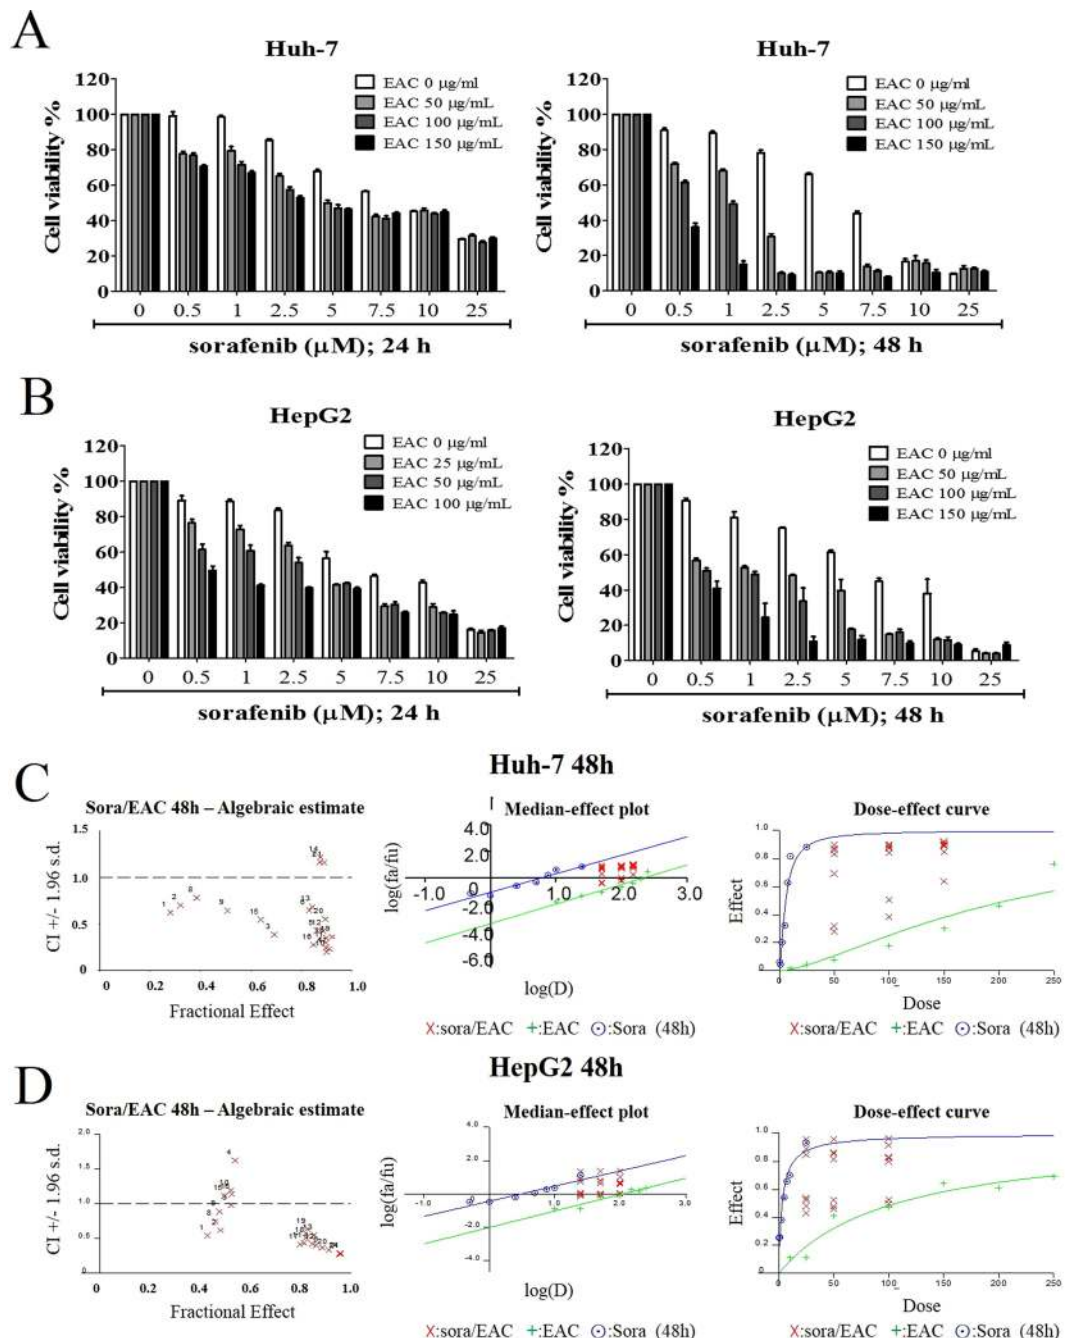 A
Huh-7
Cell viability %
120
100
80
60
40
20
0
EAC 0 µg/ml
EAC 50 µg/mL
EAC 100 µg/mL
EAC 150 µg/mL
0 0.5 1 2.5 5 7.5 10 25
sorafenib (µM); 24 h
Huh-7
Cell viability %
120
100
80
60
40
20
0
EAC 0 µg/ml
EAC 50 µg/mL
EAC 100 µg/mL
EAC 150 µg/mL
0 0.5 1 2.5 5 7.5 10 25
sorafenib (µM); 48 h
B
HepG2
Cell viability %
120
100
80
60
40
20
0
EAC 0 µg/ml
EAC 25 µg/mL
EAC 50 µg/mL
EAC 100 µg/mL
0 0.5 1 2.5 5 7.5 10 25
sorafenib (µM); 24 h
HepG2
Cell viability %
120
100
80
60
40
20
0
EAC 0 µg/ml
EAC 50 µg/mL
EAC 100 µg/mL
EAC 150 µg/mL
0 0.5 1 2.5 5 7.5 10 25
sorafenib (µM); 48 h
C
Huh-7 48h
Sora/EAC 48h – Algebraic estimate
CI +/- 1.96 s.d.
1.5
1.0
0.5
0
0 0.2 0.4 0.6 0.8 1.0
Fractional Effect
Median-effect plot
log(fa/fu)
4.0
2.0
0
-2.0
-4.0
-6.0
-1.0 0 1.0 2.0 3.0
log(D)
Dose-effect curve
Effect
1.0
0.8
0.6
0.4
0.2
0
0 50 100 150 200 250
Dose
X:sora/EAC +:EAC ⊙:Sora (48h)
D
HepG2 48h
Sora/EAC 48h – Algebraic estimate
CI +/- 1.96 s.d.
2.0
1.5
1.0
0.5
0
0 0.2 0.4 0.6 0.8 1.0
Fractional Effect
Median-effect plot
log(fa/fu)
4.0
2.0
0
-2.0
-4.0
-1.0 0 1.0 2.0 3.0
log(D)
Dose-effect curve
Effect
1.0
0.8
0.6
0.4
0.2
0
0 50 100 150 200 250
Dose
X:sora/EAC +:EAC ⊙:Sora (48h)